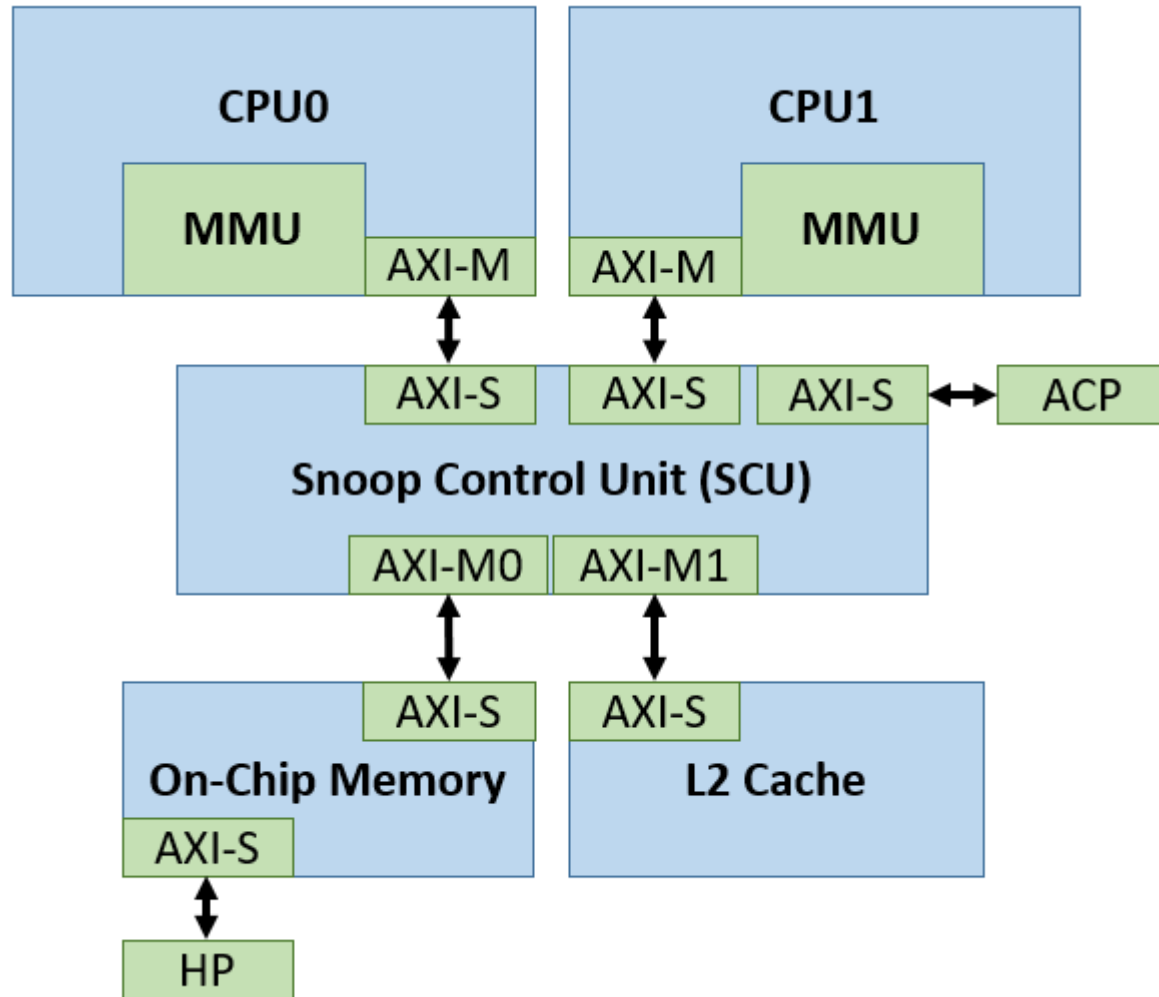 CPU0
CPU1
MMU
AXI-M
AXI-M
MMU
AXI-S
AXI-S
AXI-S
ACP
Snoop Control Unit (SCU)
AXI-M0
AXI-M1
AXI-S
AXI-S
On-Chip Memory
L2 Cache
AXI-S
HP